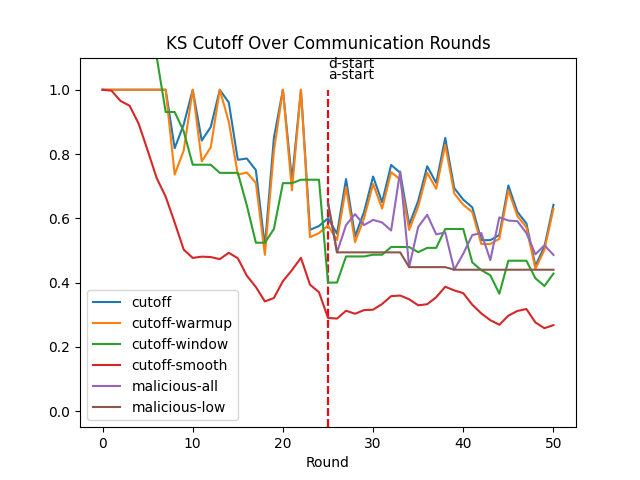 KS Cutoff Over Communication Rounds
d-start
a-start
1.0
0.8
0.6
0.4
0.2
0.0
cutoff
cutoff-warmup
cutoff-window
cutoff-smooth
malicious-all
malicious-low
0 10 20 30 40 50
Round